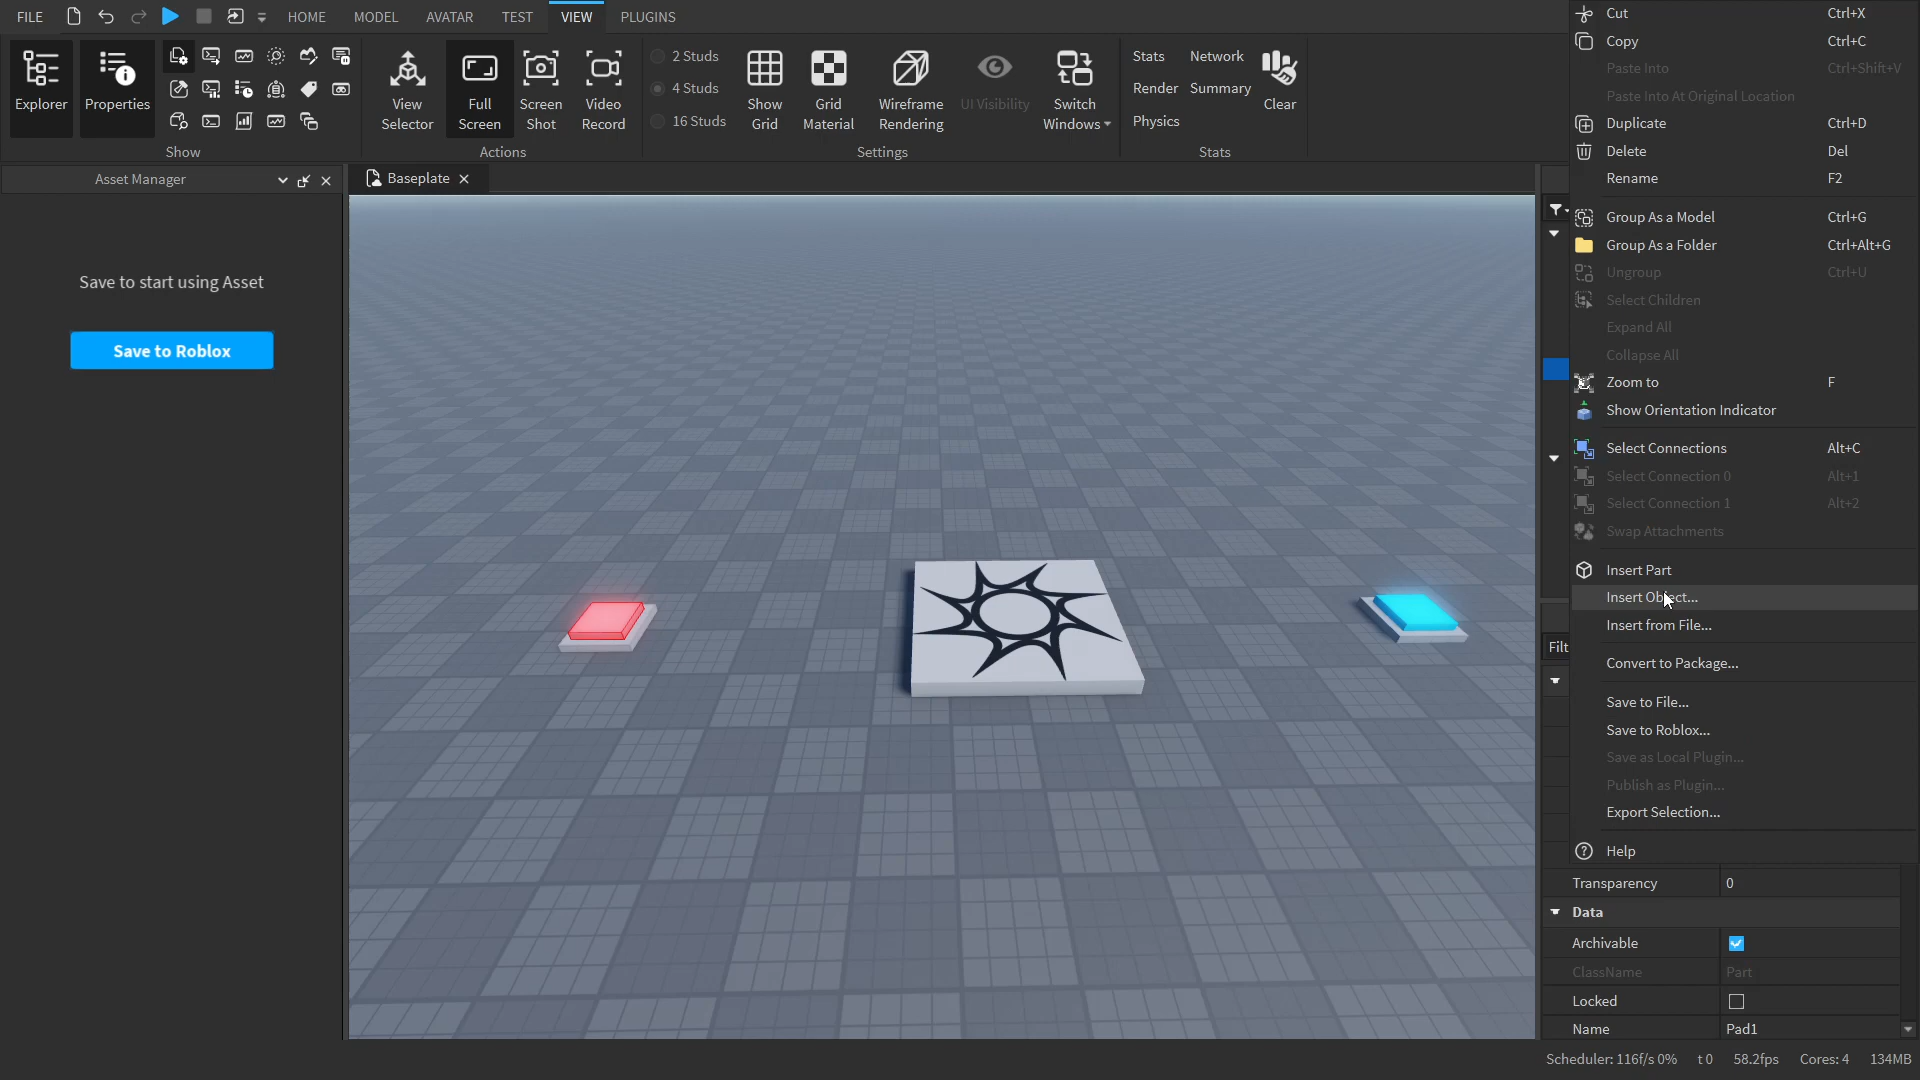 FILE
HOME
MODEL
AVATAR
TEST
VIEW
PLUGINS
Explorer
Properties
Show
View
Selector
Full
Screen
Screen
Shot
Video
Record
Actions
2 Studs
4 Studs
16 Studs
Show
Grid
Grid
Material
Wireframe
Rendering
UI Visibility
Switch
Windows
Settings
Stats
Network
Render
Summary
Physics
Clear
Stats
Asset Manager
Baseplate
Save to start using Asset
Save to Roblox
Cut Ctrl+X
Copy Ctrl+C
Paste Into Ctrl+Shift+V
Paste Into At Original Location
Duplicate Ctrl+D
Delete Del
Rename F2
Group As a Model Ctrl+G
Group As a Folder Ctrl+Alt+G
Ungroup Ctrl+U
Select Children
Expand All
Collapse All
Zoom to F
Show Orientation Indicator
Select Connections Alt+C
Select Connection 0 Alt+1
Select Connection 1 Alt+2
Swap Attachments
Insert Part
Insert Object...
Insert from File...
Convert to Package...
Save to File...
Save to Roblox...
Save as Local Plugin...
Publish as Plugin...
Export Selection...
Help
Filt
Transparency 0
Data
Archivable
ClassName Part
Locked
Name Pad1
Scheduler: 116f/s 0% t 0 58.2fps Cores: 4 134MB